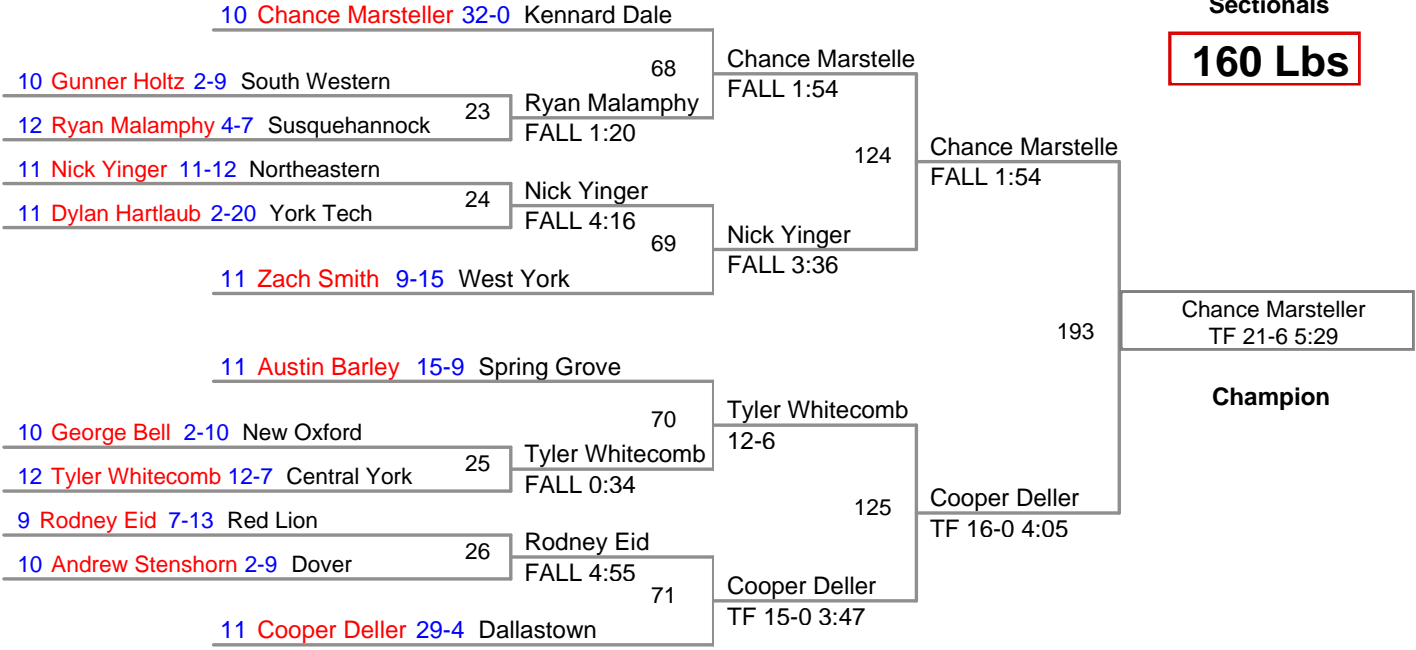 Sectionals
160 Lbs
10 Chance Marsteller 32-0 Kennard Dale
68
Chance Marstelle
FALL 1:54
10 Gunner Holtz 2-9 South Western
23
Ryan Malamphy
FALL 1:20
12 Ryan Malamphy 4-7 Susquehannock
124
Chance Marstelle
FALL 1:54
11 Nick Yinger 11-12 Northeastern
24
Nick Yinger
FALL 4:16
11 Dylan Hartlaub 2-20 York Tech
69
Nick Yinger
FALL 3:36
11 Zach Smith 9-15 West York
193
Chance Marsteller
TF 21-6 5:29
Champion
11 Austin Barley 15-9 Spring Grove
70
Tyler Whitecomb
12-6
10 George Bell 2-10 New Oxford
25
Tyler Whitecomb
FALL 0:34
12 Tyler Whitecomb 12-7 Central York
125
Cooper Deller
TF 16-0 4:05
9 Rodney Eid 7-13 Red Lion
26
Rodney Eid
FALL 4:55
10 Andrew Stenshorn 2-9 Dover
71
Cooper Deller
TF 15-0 3:47
11 Cooper Deller 29-4 Dallastown